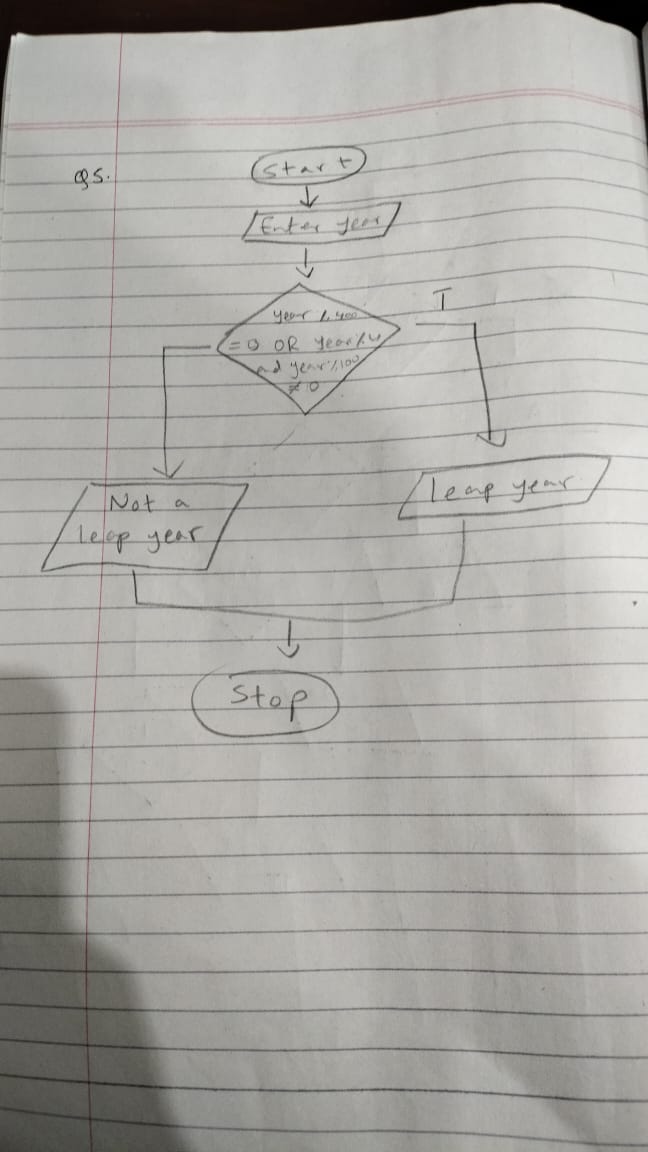 Q5.
Start
Enter year
year % 400
= 0 OR year % 4
and year % 100
≠ 0
T
Not a
leap year
leap year
Stop